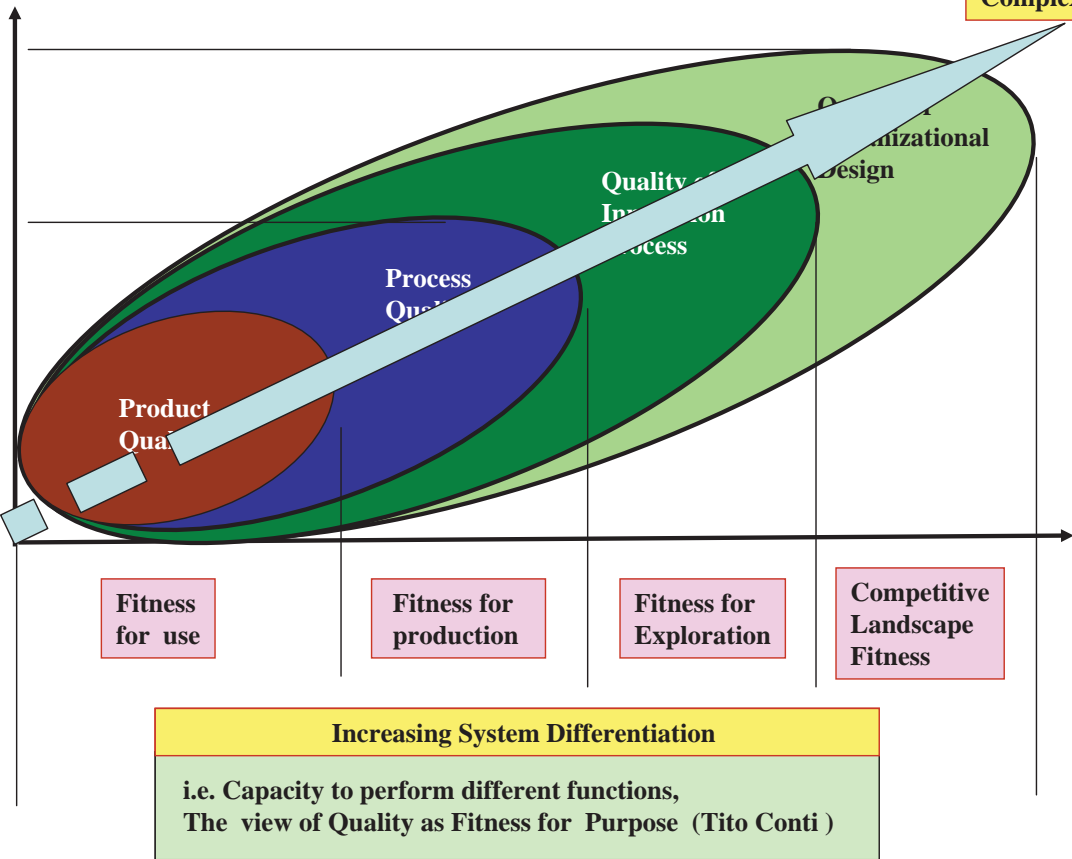 Design
Quality
Process
Process
Product
Fitness
for use
Fitness for
production
Fitness for
Exploration
Competitive
Landscape
Fitness
Increasing System Differentiation
i.e. Capacity to perform different functions,
The view of Quality as Fitness for Purpose (Tito Conti )